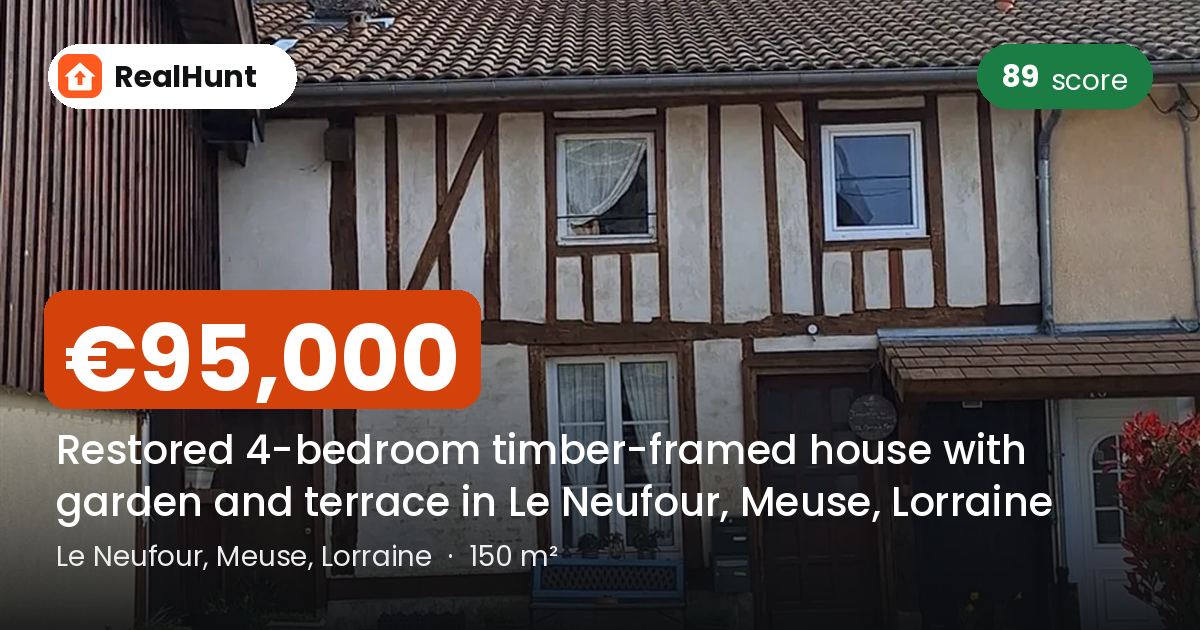 RealHunt
89 score
€95,000
Restored 4-bedroom timber-framed house with
garden and terrace in Le Neufour, Meuse, Lorraine
Le Neufour, Meuse, Lorraine · 150 m²